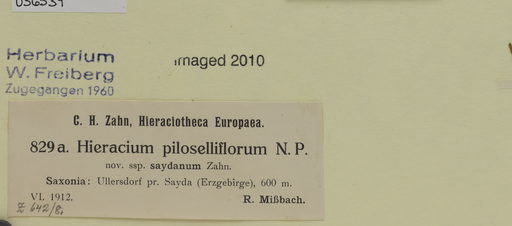 Herbarium
W. Freiberg
Zugegangen 1960
imaged 2010
C. H. Zahn, Hieraciotheca Europaea.
829 a. Hieracium piloselliflorum N. P.
nov. ssp. saydanum Zahn.
Saxonia: Ullersdorf pr. Sayda (Erzgebirge), 600 m.
VI. 1912.
R. Mißbach.